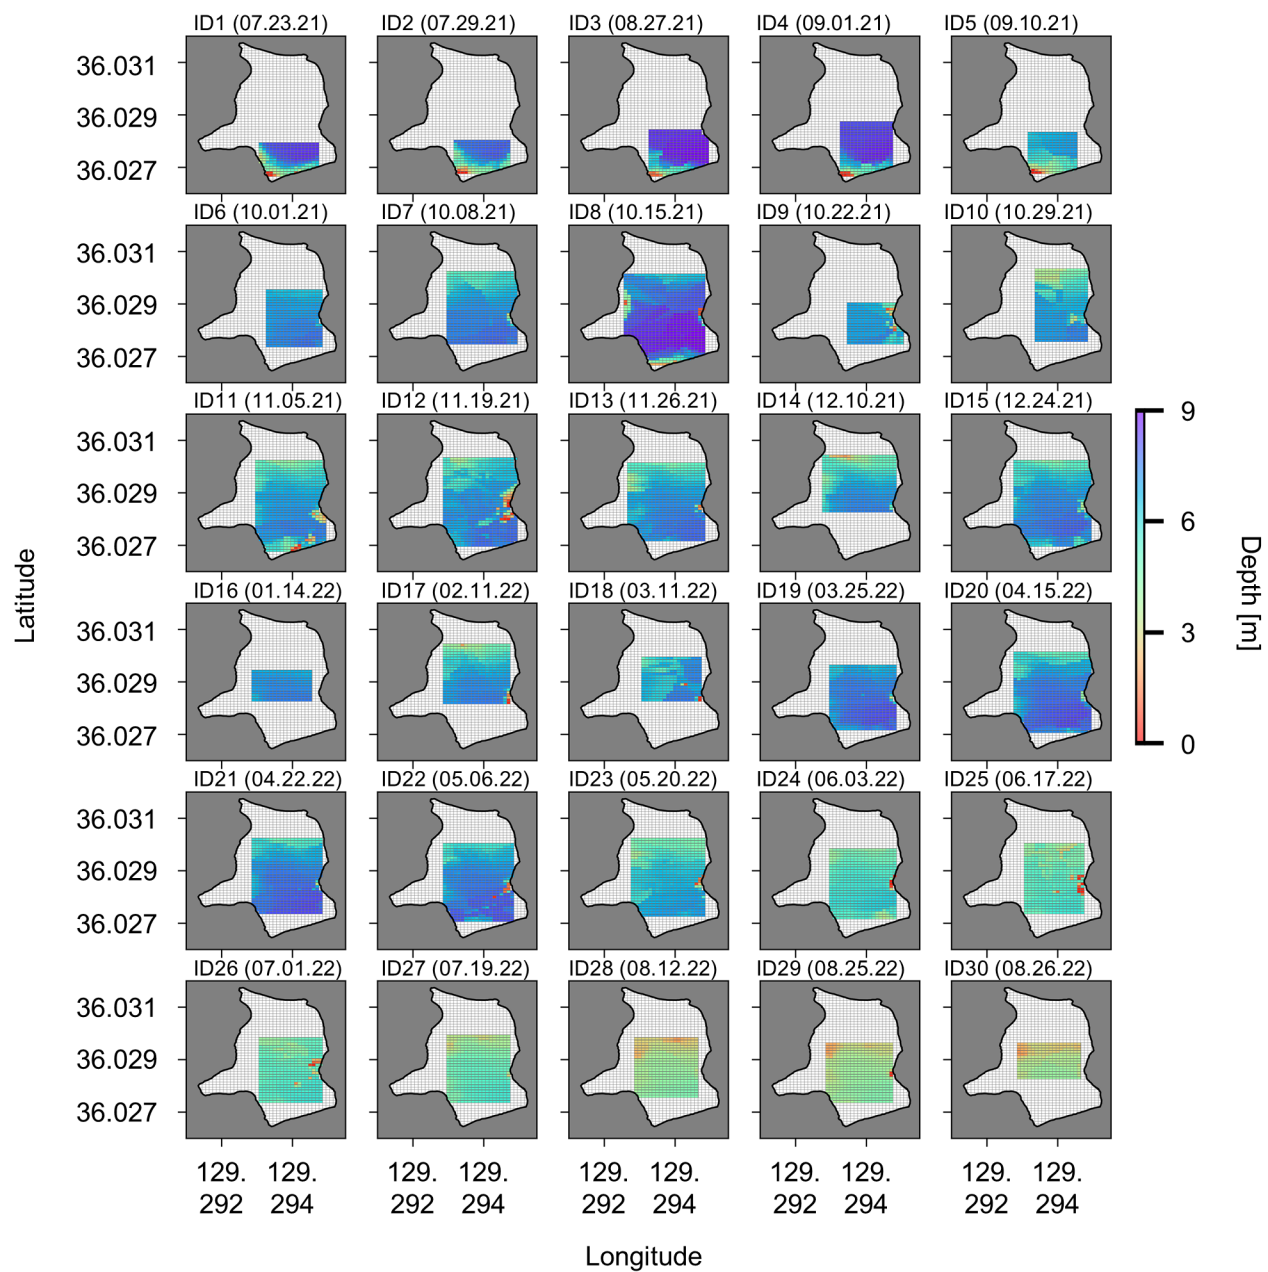 ID1 (07.23.21) ID2 (07.29.21) ID3 (08.27.21) ID4 (09.01.21) ID5 (09.10.21)
36.031
36.029
36.027
ID6 (10.01.21) ID7 (10.08.21) ID8 (10.15.21) ID9 (10.22.21) ID10 (10.29.21)
36.031
36.029
36.027
ID11 (11.05.21) ID12 (11.19.21) ID13 (11.26.21) ID14 (12.10.21) ID15 (12.24.21)
36.031
36.029
36.027
ID16 (01.14.22) ID17 (02.11.22) ID18 (03.11.22) ID19 (03.25.22) ID20 (04.15.22)
36.031
36.029
36.027
ID21 (04.22.22) ID22 (05.06.22) ID23 (05.20.22) ID24 (06.03.22) ID25 (06.17.22)
36.031
36.029
36.027
ID26 (07.01.22) ID27 (07.19.22) ID28 (08.12.22) ID29 (08.25.22) ID30 (08.26.22)
36.031
36.029
36.027
129. 129. 129. 129. 129. 129. 129. 129. 129. 129.
292 294 292 294 292 294 292 294 292 294
Longitude
Latitude
9
6
3
0
Depth [m]